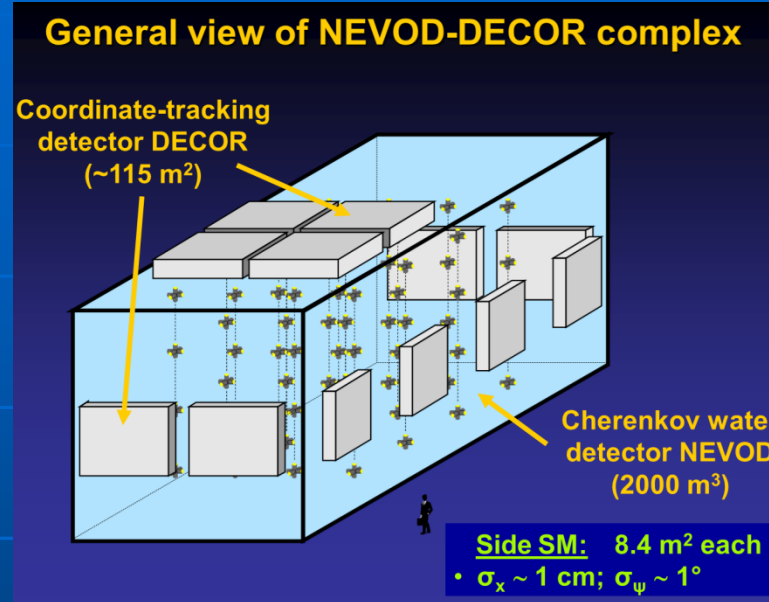 General view of NEVOD-DECOR complex
Coordinate-tracking
detector DECOR
(~115 m²)
Cherenkov wate
detector NEVOD
(2000 m³)
Side SM: 8.4 m² each
• σₓ ~ 1 cm; σψ ~ 1°